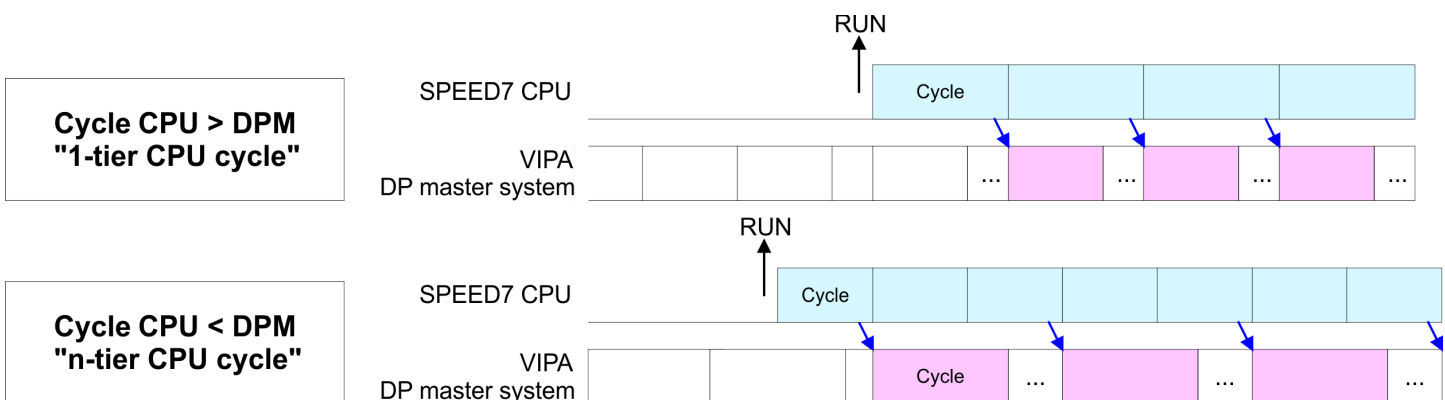 RUN
SPEED7 CPU
Cycle
Cycle CPU > DPM
"1-tier CPU cycle"
VIPA
DP master system
... ... ... ...
RUN
SPEED7 CPU
Cycle
Cycle CPU < DPM
"n-tier CPU cycle"
VIPA
DP master system
Cycle ... ... ...